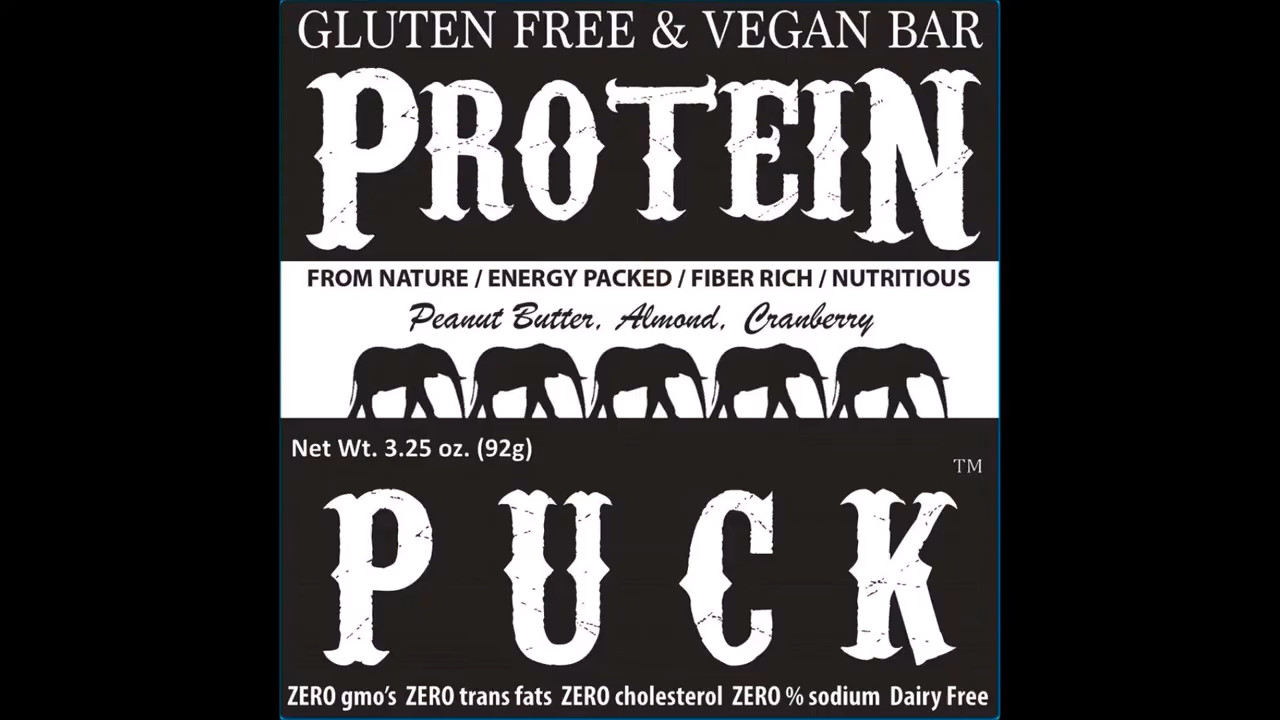 GLUTEN FREE & VEGAN BAR
PROTEIN
FROM NATURE / ENERGY PACKED / FIBER RICH / NUTRITIOUS
Peanut Butter, Almond, Cranberry
Net Wt. 3.25 oz. (92g)
TM
PUCK
ZERO gmo's ZERO trans fats ZERO cholesterol ZERO % sodium Dairy Free